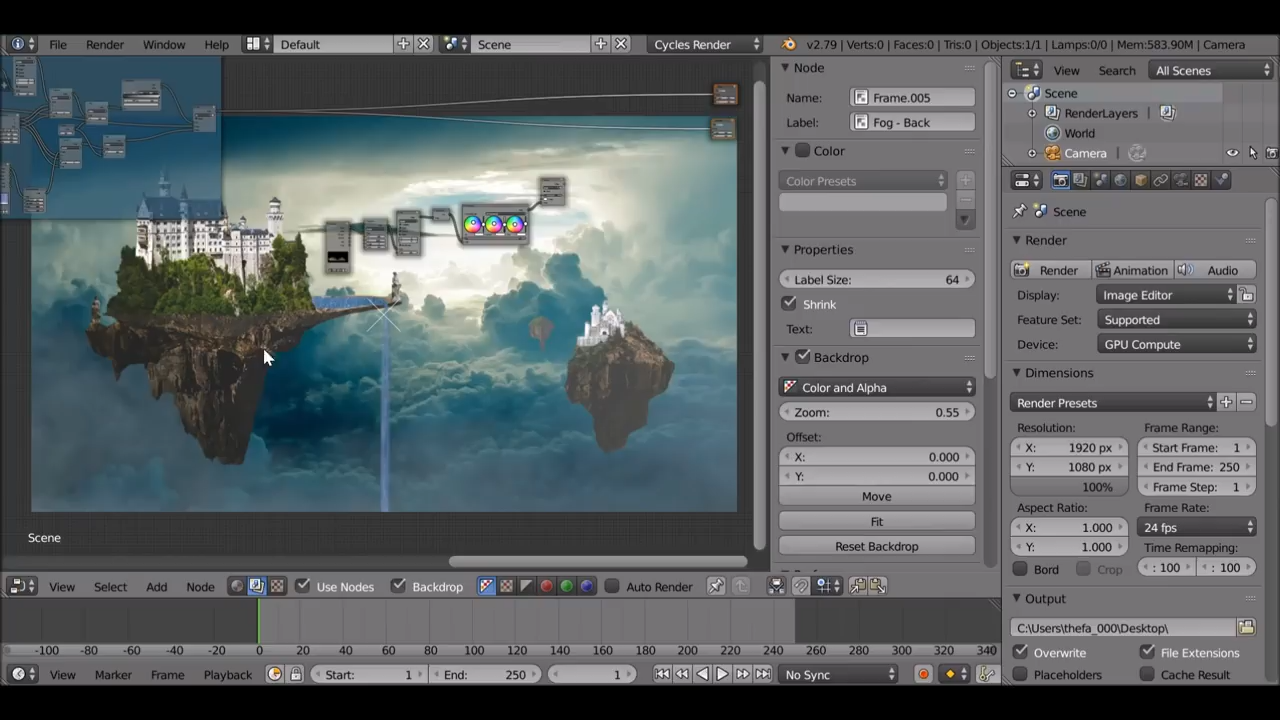 File Render Window Help Default Scene Cycles Render v2.79 | Verts:0 | Faces:0 | Tris:0 | Objects:1/1 | Lamps:0/0 | Mem:583.90M | Camera
View Search All Scenes
Scene
RenderLayers
World
Camera
Node
Name: Frame.005
Label: Fog - Back
Color
Color Presets
Properties
Label Size: 64
Shrink
Text:
Backdrop
Color and Alpha
Zoom: 0.55
Offset:
X: 0.000
Y: 0.000
Move
Fit
Reset Backdrop
Scene
Render
Render Animation Audio
Display: Image Editor
Feature Set: Supported
Device: GPU Compute
Dimensions
Render Presets
Resolution: Frame Range:
X: 1920 px Start Frame: 1
Y: 1080 px End Frame: 250
100% Frame Step: 1
Aspect Ratio: Frame Rate:
X: 1.000 24 fps
Y: 1.000 Time Remapping:
Bord Crop : 100 : 100
Output
C:\Users\thefa_000\Desktop\
Overwrite File Extensions
Placeholders Cache Result
Scene
View Select Add Node Use Nodes Backdrop Auto Render
-100 -80 -60 -40 -20 0 20 40 60 80 100 120 140 160 180 200 220 240 260 280 300 320 340
View Marker Frame Playback Start: 1 End: 250 1 No Sync